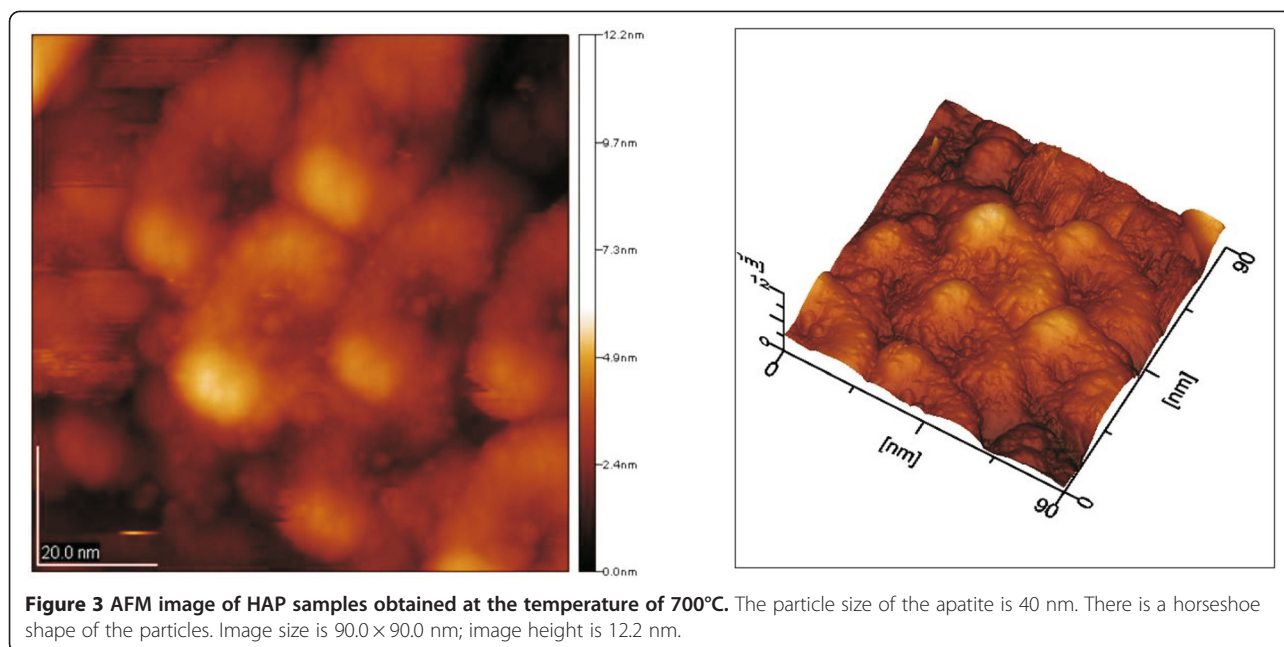 12.2nm
9.7nm
7.3nm
4.9nm
2.4nm
0.0nm
20.0 nm
0
0
[nm]
90
0
[nm]
90
Figure 3 AFM image of HAP samples obtained at the temperature of 700°C. The particle size of the apatite is 40 nm. There is a horseshoe
shape of the particles. Image size is 90.0 × 90.0 nm; image height is 12.2 nm.